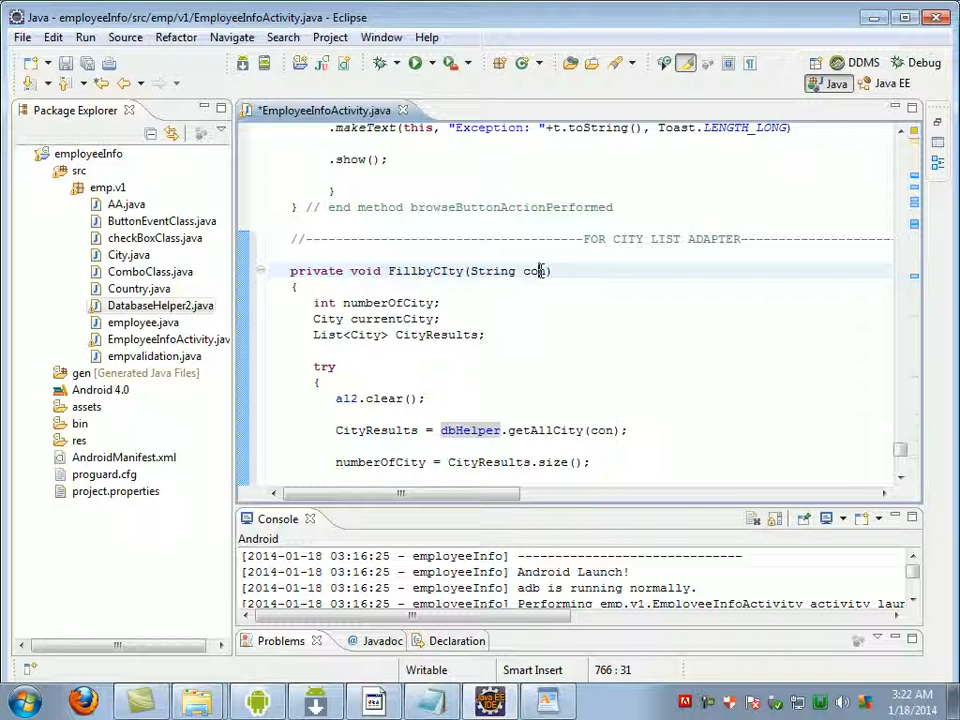 Java - employeeInfo/src/emp/v1/EmployeeInfoActivity.java - Eclipse
File Edit Run Source Refactor Navigate Search Project Window Help
DDMS Debug
Java Java EE
Package Explorer
*EmployeeInfoActivity.java
employeeInfo
src
emp.v1
AA.java
ButtonEventClass.java
checkBoxClass.java
City.java
ComboClass.java
Country.java
DatabaseHelper2.java
employee.java
EmployeeInfoActivity.jav
empvalidation.java
gen [Generated Java Files]
Android 4.0
assets
bin
res
AndroidManifest.xml
proguard.cfg
project.properties
.makeText(this, "Exception: "+t.toString(), Toast.LENGTH_LONG)
.show();
}
} // end method browseButtonActionPerformed
//-------------------------------------FOR CITY LIST ADAPTER--------------------
private void FillbyCIty(String con)
{
int numberOfCity;
City currentCity;
List<City> CityResults;
try
{
al2.clear();
CityResults = dbHelper.getAllCity(con);
numberOfCity = CityResults.size();
Console
Android
[2014-01-18 03:16:25 - employeeInfo] ------------------------------
[2014-01-18 03:16:25 - employeeInfo] Android Launch!
[2014-01-18 03:16:25 - employeeInfo] adb is running normally.
[2014-01-18 03:16:25 - employeeInfo] Performing emp.v1.EmployeeInfoActivity activity laun
Problems Javadoc Declaration
Writable Smart Insert 766 : 31
3:22 AM
1/18/2014